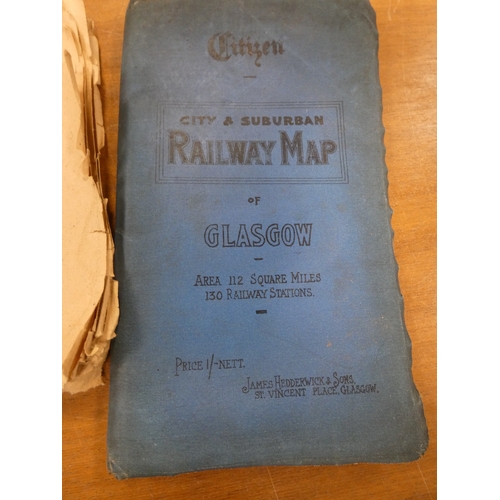 Citizen
CITY & SUBURBAN
RAILWAY MAP
OF
GLASGOW
AREA 112 SQUARE MILES
130 RAILWAY STATIONS.
PRICE 1/- NETT.
JAMES HEDDERWICK & SONS,
ST. VINCENT PLACE, GLASGOW.